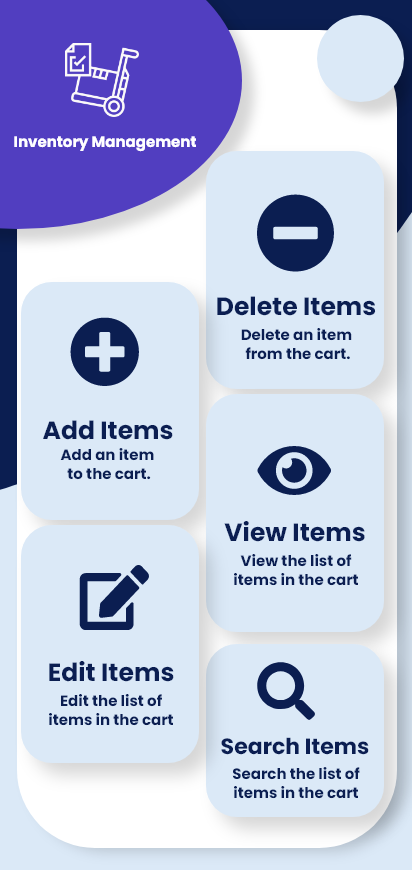 Inventory Management
Delete Items
Delete an item
from the cart.
Add Items
Add an item
to the cart.
View Items
View the list of
items in the cart
Edit Items
Edit the list of
items in the cart
Search Items
Search the list of
items in the cart